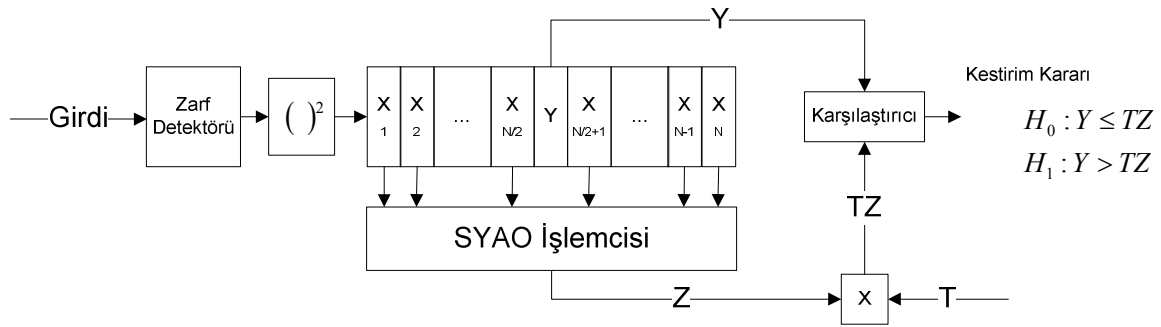 Girdi
Zarf
Detektörü
( )²
X
1
X
2
...
X
N/2
Y
X
N/2+1
...
X
N-1
X
N
SYAO İşlemcisi
Y
Karşılaştırıcı
Kestirim Kararı
H₀ : Y ≤ TZ
H₁ : Y > TZ
TZ
Z
x
T